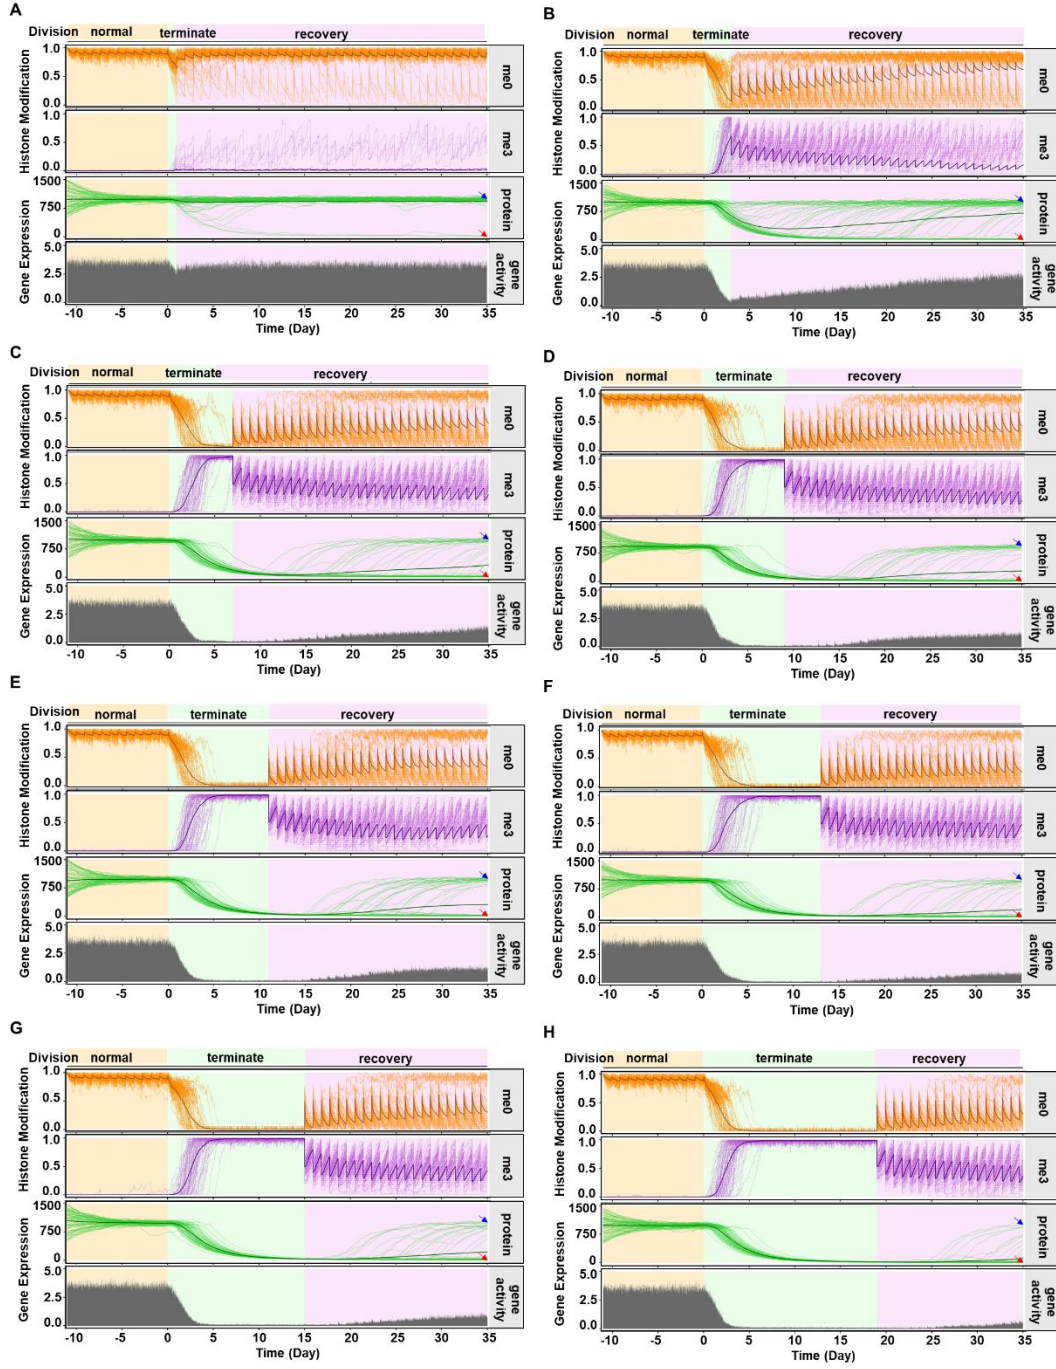 A
Division normal terminate recovery
Histone Modification
1.0
0.5
0.0
me0
1.0
0.5
0.0
me3
Gene Expression
1500
750
0
protein
5.0
2.5
0.0
gene activity
-10 -5 0 5 10 15 20 25 30 35
Time (Day)
B
Division normal terminate recovery
Histone Modification
1.0
0.5
0.0
me0
1.0
0.5
0.0
me3
Gene Expression
1500
750
0
protein
5.0
2.5
0.0
gene activity
-10 -5 0 5 10 15 20 25 30 35
Time (Day)
C
Division normal terminate recovery
Histone Modification
1.0
0.5
0.0
me0
1.0
0.5
0.0
me3
Gene Expression
1500
750
0
protein
5.0
2.5
0.0
gene activity
-10 -5 0 5 10 15 20 25 30 35
Time (Day)
D
Division normal terminate recovery
Histone Modification
1.0
0.5
0.0
me0
1.0
0.5
0.0
me3
Gene Expression
1500
750
0
protein
5.0
2.5
0.0
gene activity
-10 -5 0 5 10 15 20 25 30 35
Time (Day)
E
Division normal terminate recovery
Histone Modification
1.0
0.5
0.0
me0
1.0
0.5
0.0
me3
Gene Expression
1500
750
0
protein
5.0
2.5
0.0
gene activity
-10 -5 0 5 10 15 20 25 30 35
Time (Day)
F
Division normal terminate recovery
Histone Modification
1.0
0.5
0.0
me0
1.0
0.5
0.0
me3
Gene Expression
1500
750
0
protein
5.0
2.5
0.0
gene activity
-10 -5 0 5 10 15 20 25 30 35
Time (Day)
G
Division normal terminate recovery
Histone Modification
1.0
0.5
0.0
me0
1.0
0.5
0.0
me3
Gene Expression
1500
750
0
protein
5.0
2.5
0.0
gene activity
-10 -5 0 5 10 15 20 25 30 35
Time (Day)
H
Division normal terminate recovery
Histone Modification
1.0
0.5
0.0
me0
1.0
0.5
0.0
me3
Gene Expression
1500
750
0
protein
5.0
2.5
0.0
gene activity
-10 -5 0 5 10 15 20 25 30 35
Time (Day)